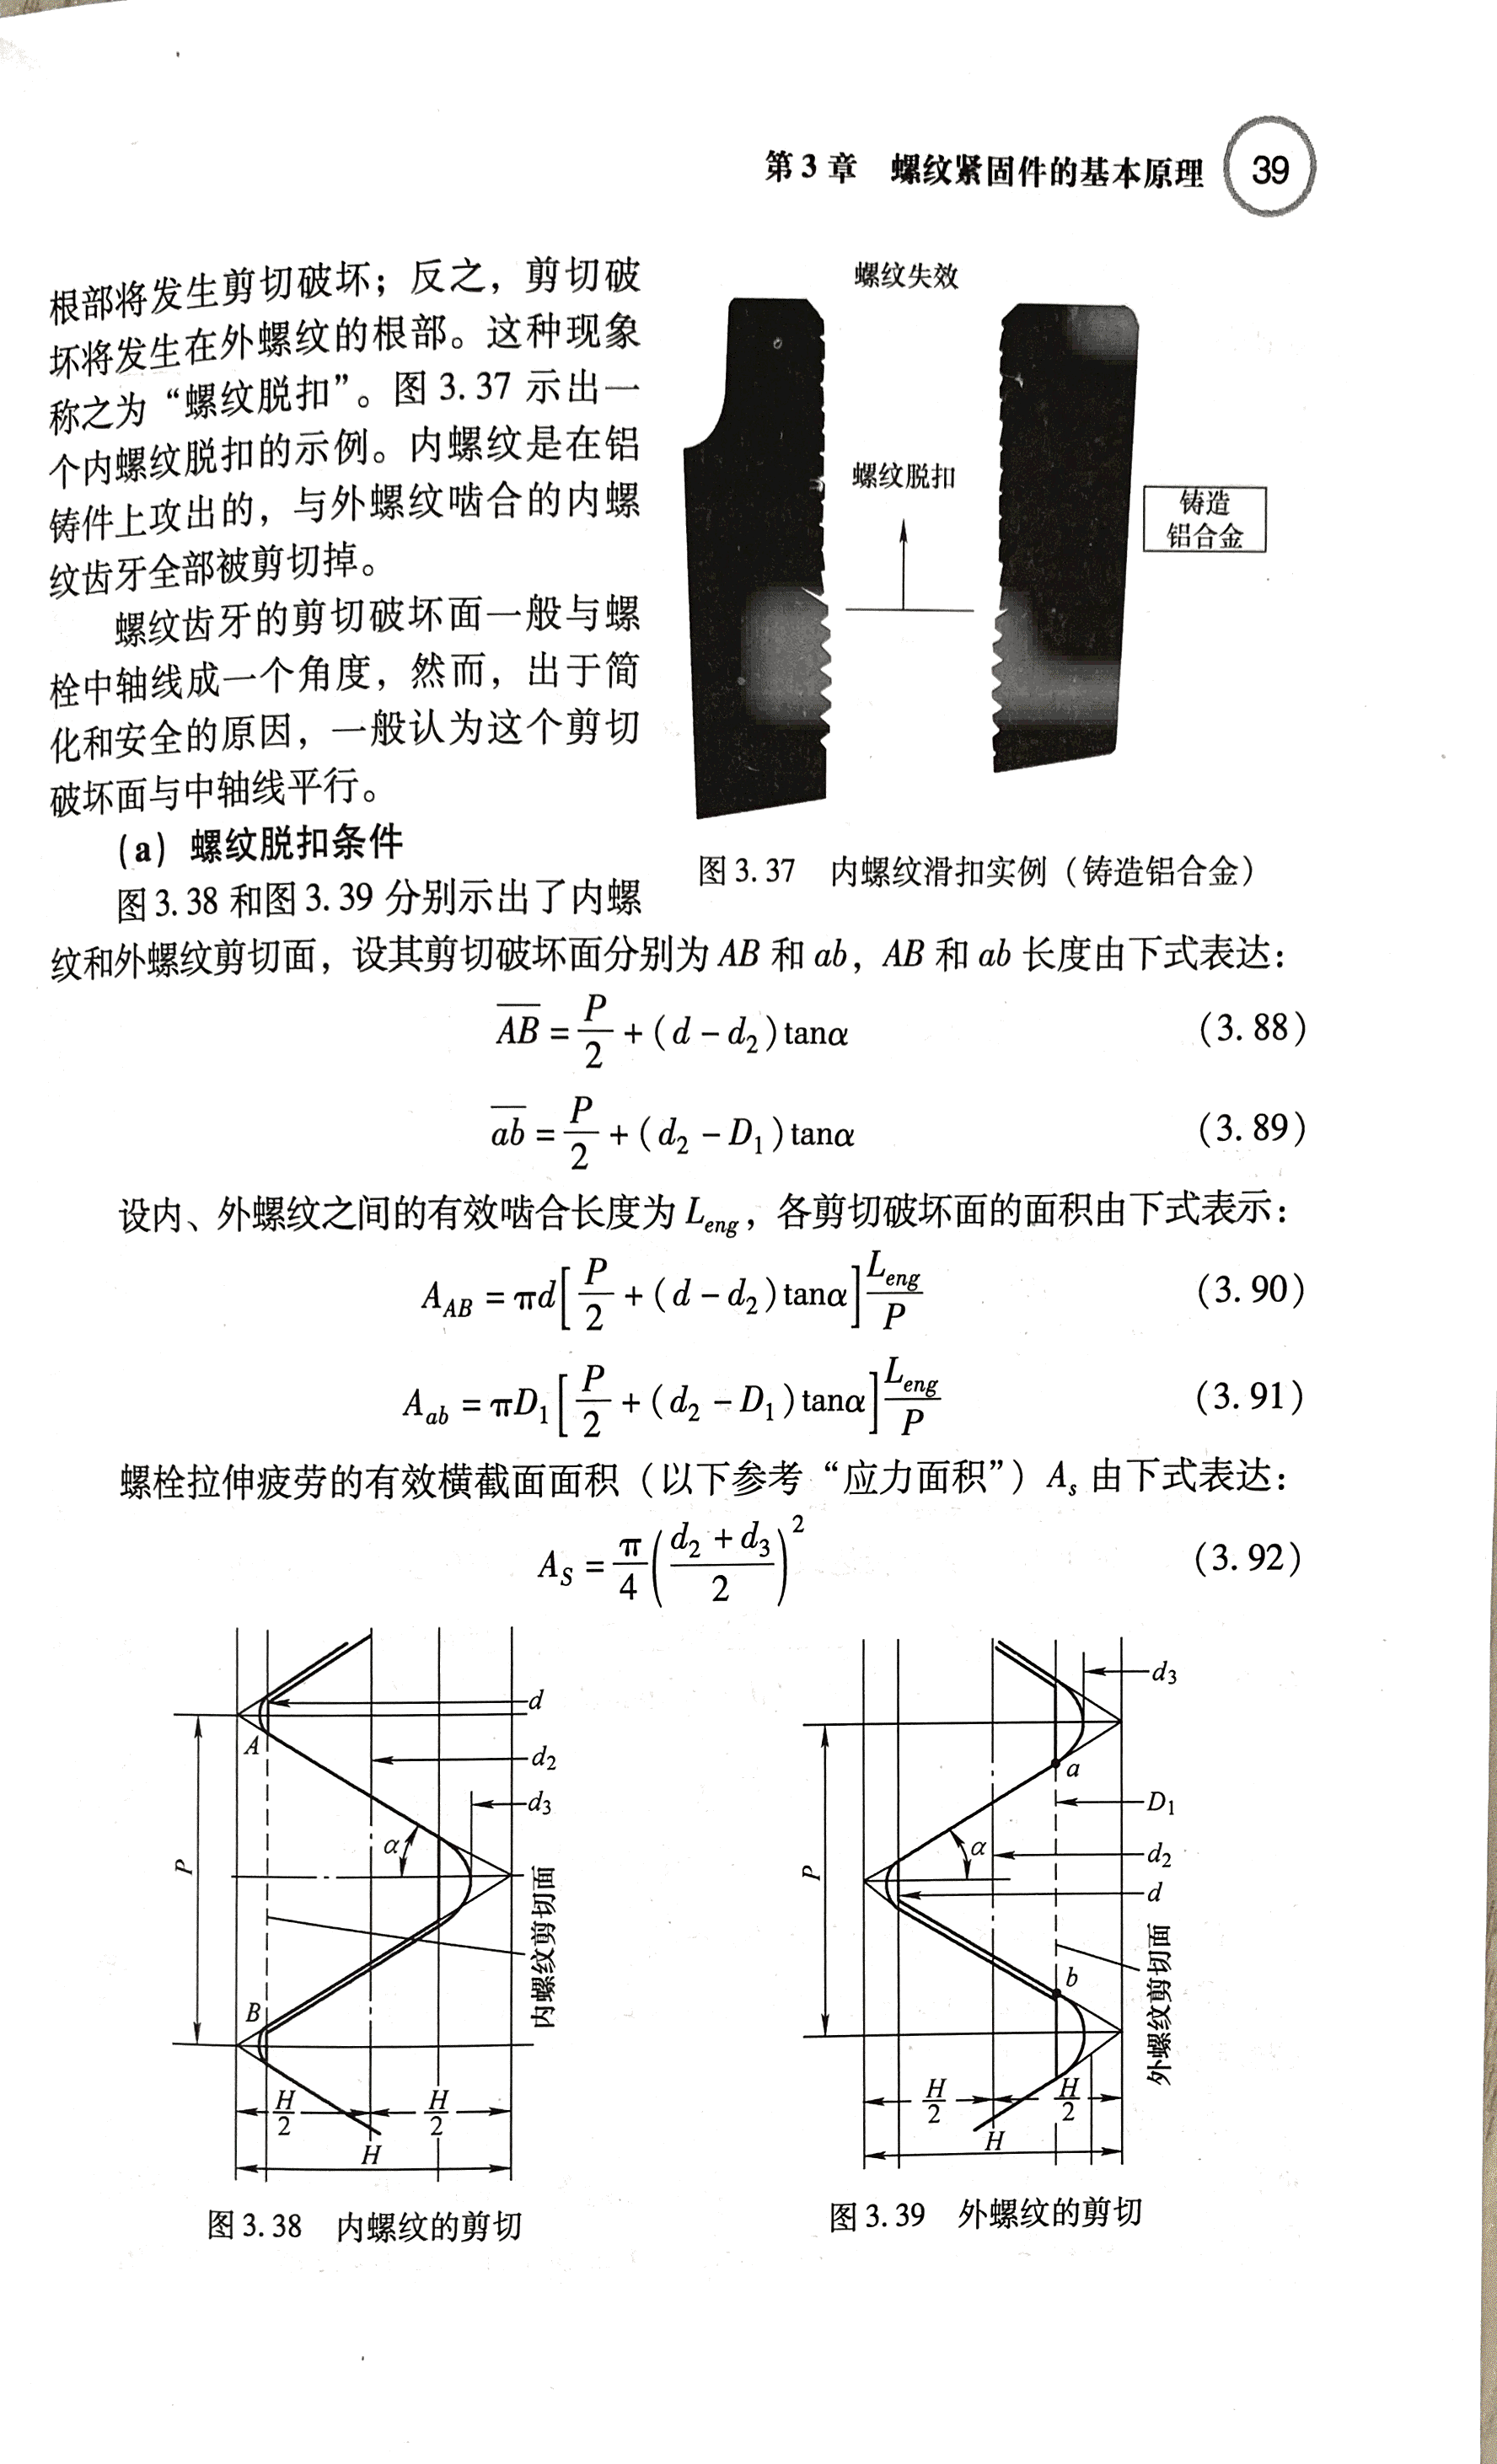 第3章 螺纹紧固件的基本原理 39
根部将发生剪切破坏；反之，剪切破
坏将发生在外螺纹的根部。这种现象
称之为“螺纹脱扣”。图 3.37 示出一
个内螺纹脱扣的示例。内螺纹是在铝
铸件上攻出的，与外螺纹啮合的内螺
纹齿牙全部被剪切掉。
螺纹齿牙的剪切破坏面一般与螺
栓中轴线成一个角度，然而，出于简
化和安全的原因，一般认为这个剪切
破坏面与中轴线平行。
(a) 螺纹脱扣条件
图 3.38 和图 3.39 分别示出了内螺
螺纹失效
螺纹脱扣
铸造
铝合金
图 3.37 内螺纹滑扣实例（铸造铝合金）
纹和外螺纹剪切面，设其剪切破坏面分别为 AB 和 ab，AB 和 ab 长度由下式表达：
$\overline{AB}=\frac{P}{2}+(d-d_2)\tan\alpha$ (3.88)
$\overline{ab}=\frac{P}{2}+(d_2-D_1)\tan\alpha$ (3.89)
设内、外螺纹之间的有效啮合长度为 $L_{eng}$，各剪切破坏面的面积由下式表示：
$A_{AB}=\pi d\left[\frac{P}{2}+(d-d_2)\tan\alpha\right]\frac{L_{eng}}{P}$ (3.90)
$A_{ab}=\pi D_1\left[\frac{P}{2}+(d_2-D_1)\tan\alpha\right]\frac{L_{eng}}{P}$ (3.91)
螺栓拉伸疲劳的有效横截面面积（以下参考“应力面积”）$A_s$ 由下式表达：
$A_S=\frac{\pi}{4}\left(\frac{d_2+d_3}{2}\right)^2$ (3.92)
d
A
d2
d3
α
P
内螺纹剪切面
B
H/2
H/2
H
图 3.38 内螺纹的剪切
d3
a
D1
α
d2
P
d
b
外螺纹剪切面
H/2
H/2
H
图 3.39 外螺纹的剪切